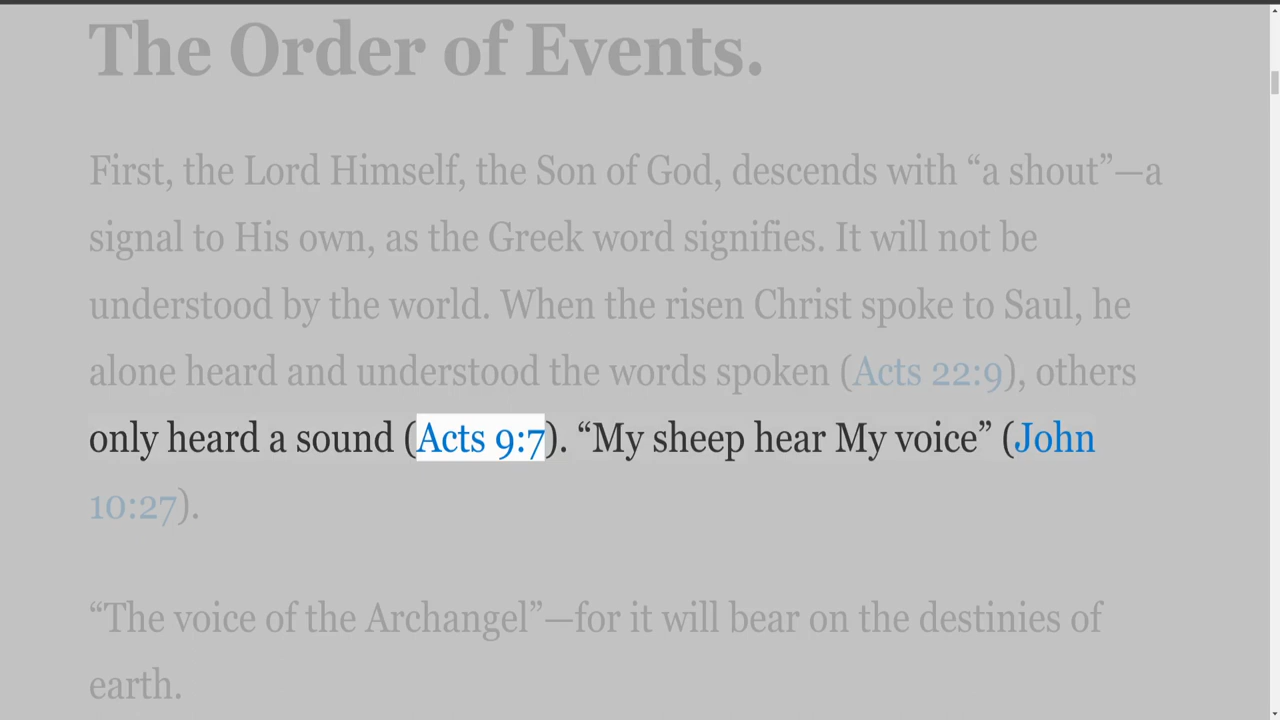 The Order of Events.
First, the Lord Himself, the Son of God, descends with “a shout”—a
signal to His own, as the Greek word signifies. It will not be
understood by the world. When the risen Christ spoke to Saul, he
alone heard and understood the words spoken (Acts 22:9), others
only heard a sound (Acts 9:7). “My sheep hear My voice” (John
10:27).
“The voice of the Archangel”—for it will bear on the destinies of
earth.